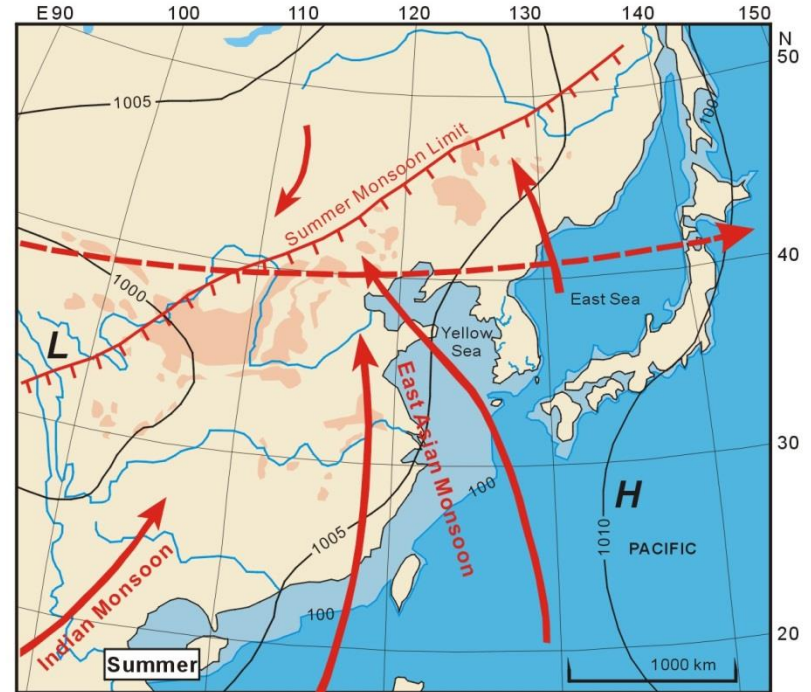 E 90 100 110 120 130 140 150
N
50
1005
100
Summer Monsoon Limit
40
1000
East Sea
L
Yellow
Sea
East Asian Monsoon
30
100
H
1005
1010
PACIFIC
Indian Monsoon
100
20
Summer
1000 km